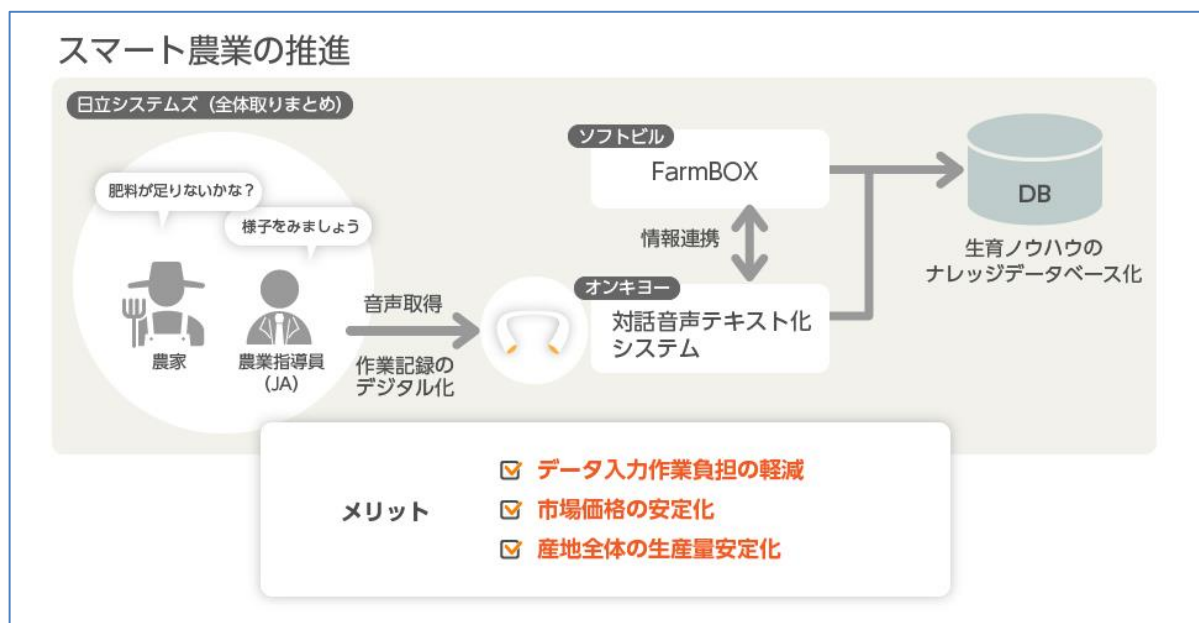 スマート農業の推進
日立システムズ（全体取りまとめ）
肥料が足りないかな？
様子をみましょう
農家
農業指導員
(JA)
音声取得
作業記録の
デジタル化
ソフトビル
FarmBOX
情報連携
オンキヨー
対話音声テキスト化
システム
DB
生育ノウハウの
ナレッジデータベース化
メリット
データ入力作業負担の軽減
市場価格の安定化
産地全体の生産量安定化